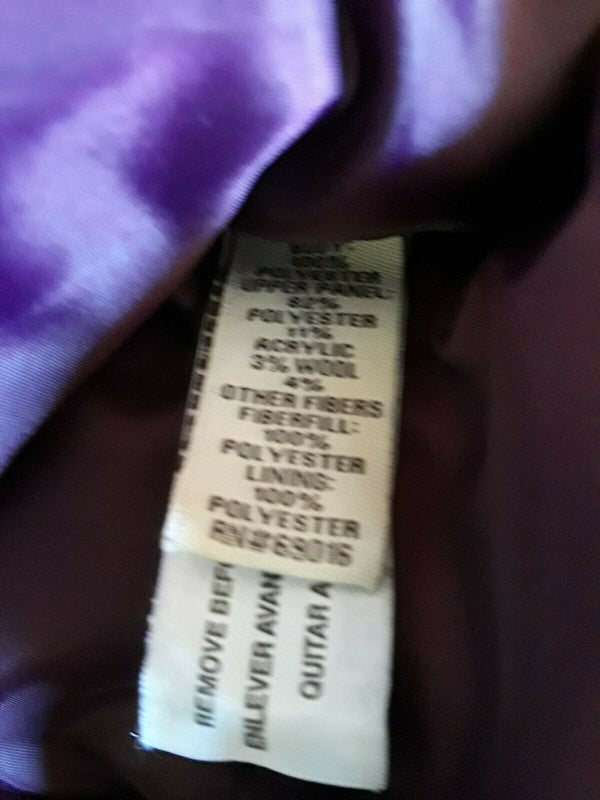 BODY:
100%
POLYESTER
UPPER PANEL:
82%
POLYESTER
11%
ACRYLIC
3% WOOL
4%
OTHER FIBERS
FIBERFILL:
100%
POLYESTER
LINING:
100%
POLYESTER
RN#69016
REMOVE BEF
ENLEVER AVAN
QUITAR A